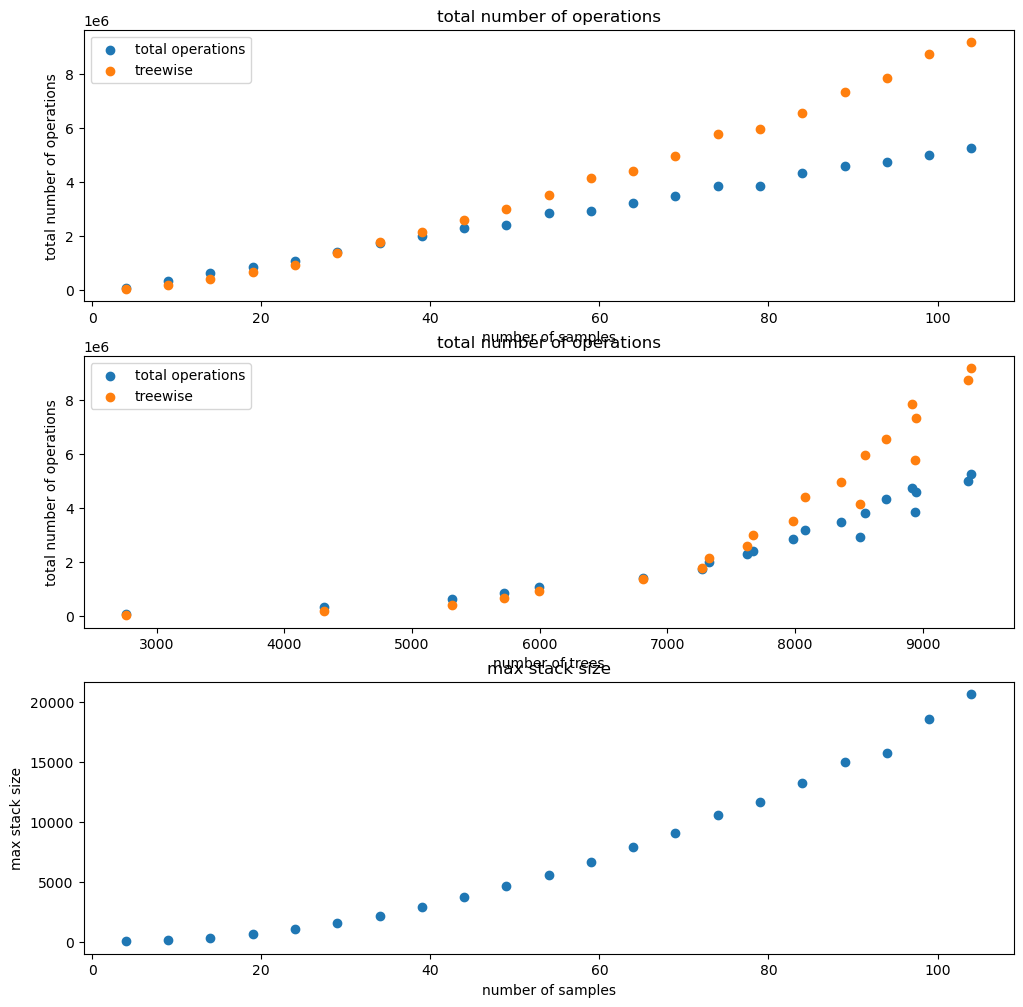 total number of operations
1e6
total operations
treewise
total number of operations
8
6
4
2
0
0 20 40 60 80 100
number of samples
total number of operations
1e6
total operations
treewise
total number of operations
8
6
4
2
0
3000 4000 5000 6000 7000 8000 9000
number of trees
max stack size
max stack size
20000
15000
10000
5000
0
0 20 40 60 80 100
number of samples